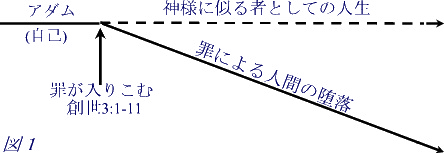 アダム
(自己)
神様に似る者としての人生
罪による人間の堕落
罪が入りこむ
創世3:1-11
図1